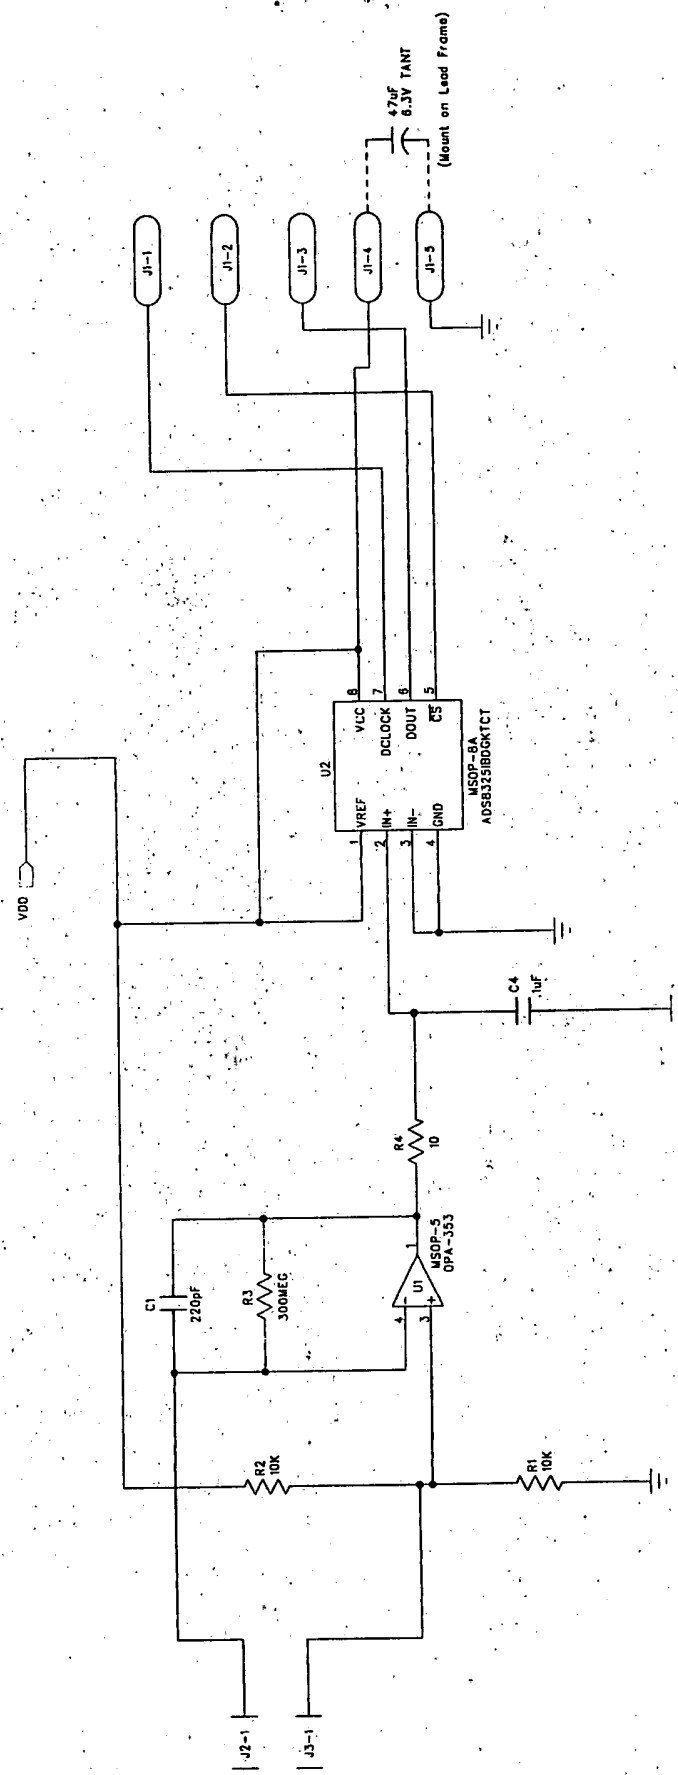 J1-1
J1-2
J1-3
J1-4
J1-5
47uF
6.3V TANT
(Mount on Lead Frame)
VDD
U2
1
VREF
2
IN+
3
IN-
4
GND
8
VCC
7
DCLOCK
6
DOUT
5
CS
MSOP-8A
ADS8325IBDGKTCT
C4
.1uF
R4
10
C1
220pF
R3
300MEG
4
3
1
U1
MSOP-5
OPA-353
R2
10K
R1
10K
J2-1
J3-1